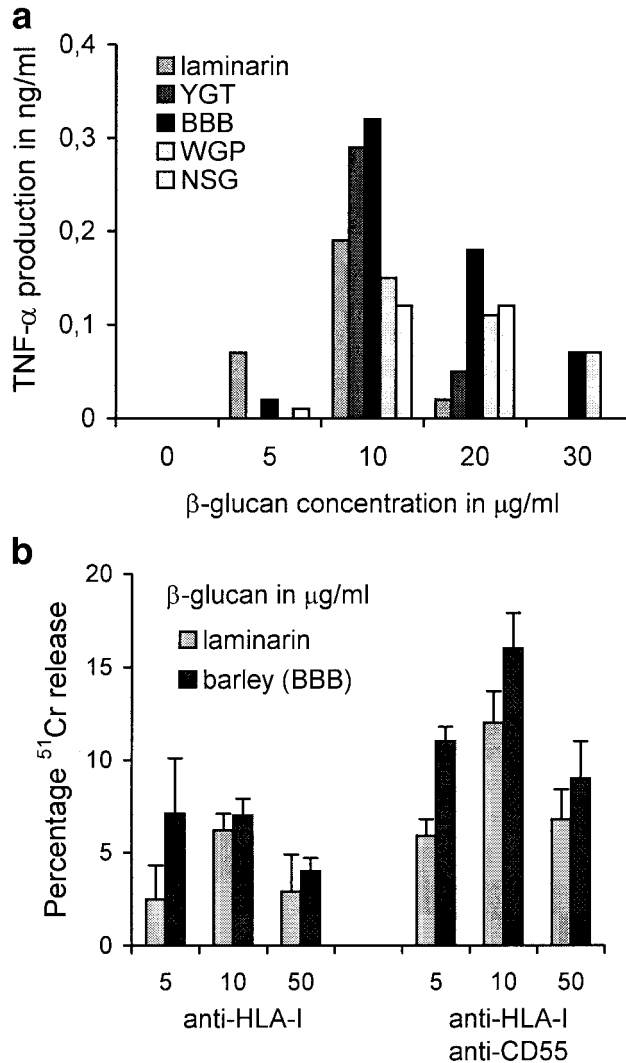 a
TNF-α production in ng/ml
0,4
0,3
0,2
0,1
0
laminarin
YGT
BBB
WGP
NSG
0 5 10 20 30
β-glucan concentration in μg/ml
b
Percentage ⁵¹Cr release
20
15
10
5
0
β-glucan in μg/ml
laminarin
barley (BBB)
5 10 50 5 10 50
anti-HLA-I anti-HLA-I
anti-CD55